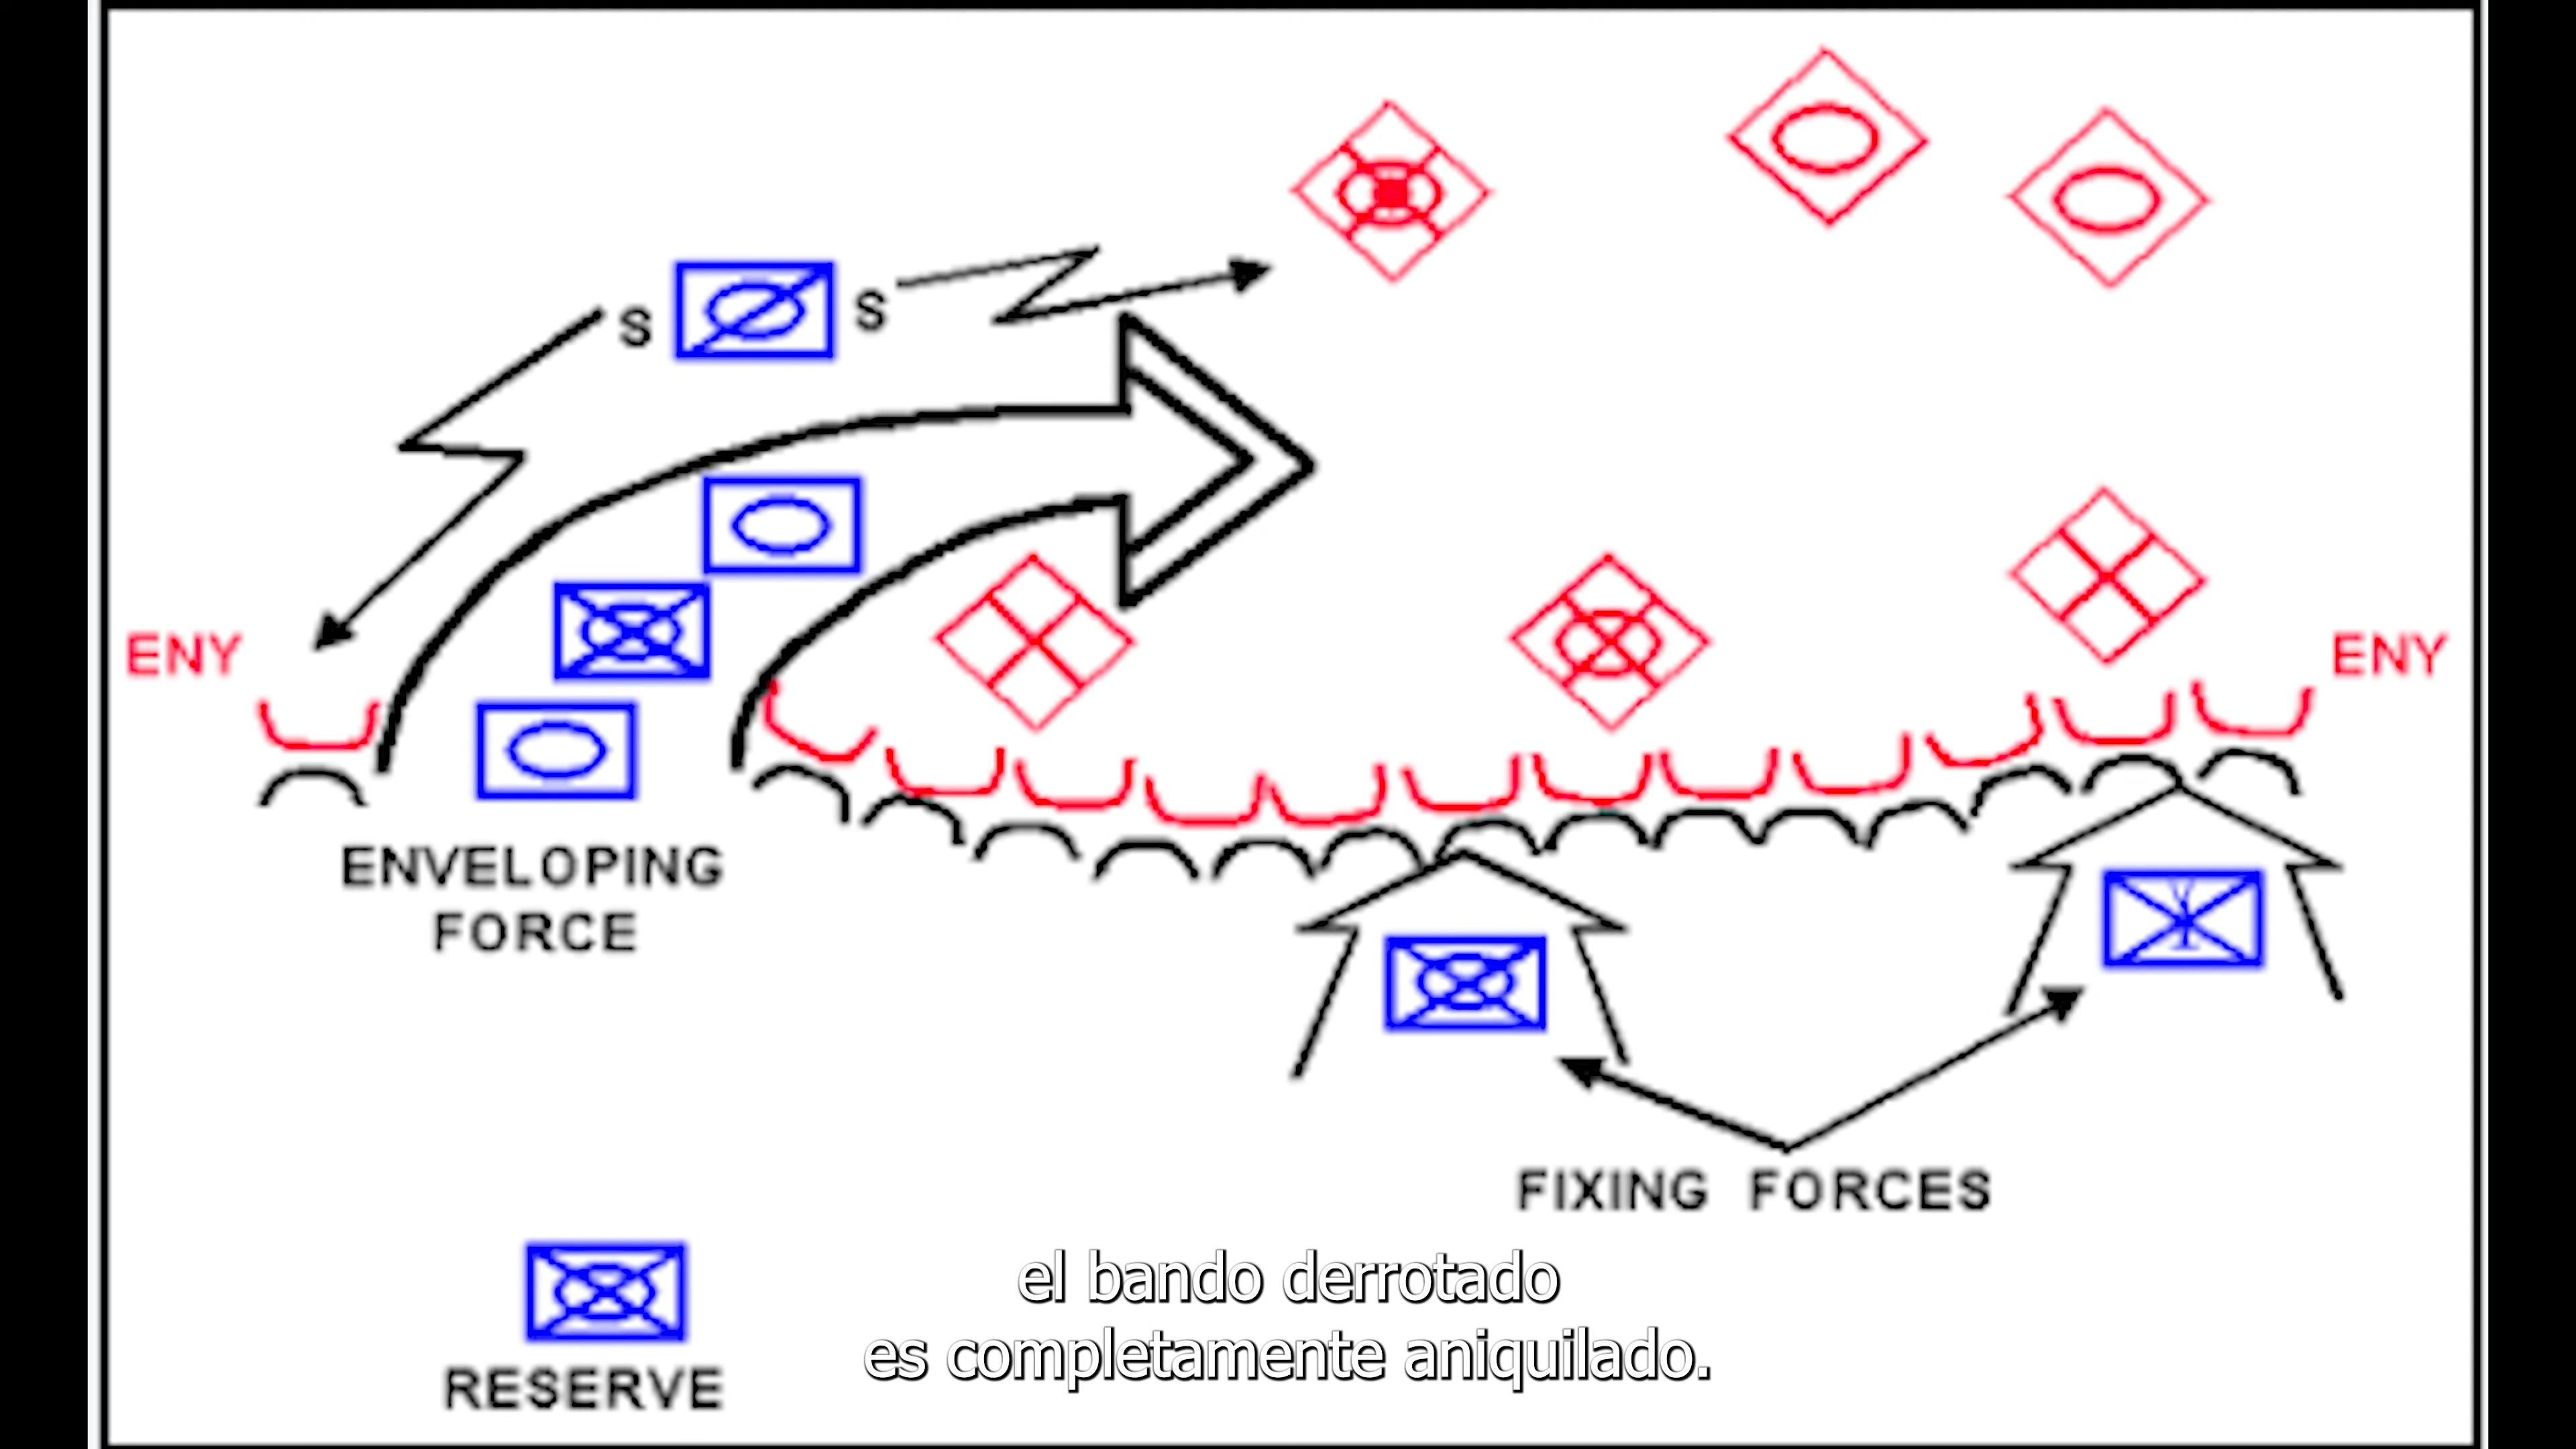 S
S
ENY
ENY
ENVELOPING
FORCE
FIXING FORCES
RESERVE
el bando derrotado
es completamente aniquilado.